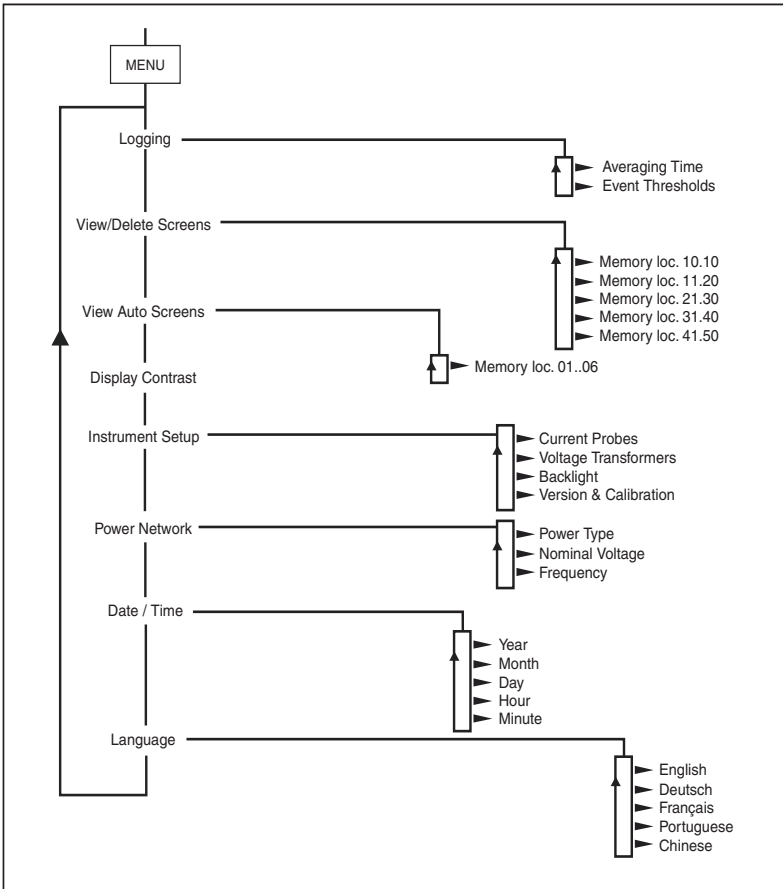 MENU
Logging
Averaging Time
Event Thresholds
View/Delete Screens
Memory loc. 10.10
Memory loc. 11.20
Memory loc. 21.30
Memory loc. 31.40
Memory loc. 41.50
View Auto Screens
Memory loc. 01..06
Display Contrast
Instrument Setup
Current Probes
Voltage Transformers
Backlight
Version & Calibration
Power Network
Power Type
Nominal Voltage
Frequency
Date / Time
Year
Month
Day
Hour
Minute
Language
English
Deutsch
Français
Portuguese
Chinese